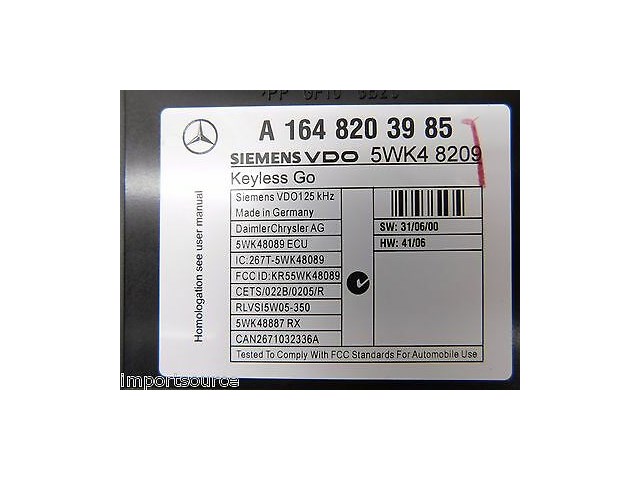 A 164 820 39 85
SIEMENS VDO 5WK4 8209
Keyless Go
Siemens VDO125 kHz
Made in Germany
DaimlerChrysler AG
5WK48089 ECU
IC:267T-5WK48089
FCC ID:KR55WK48089
CETS/022B/0205/R
RLVSI5W05-350
5WK48887 RX
CAN2671032336A
SW: 31/06/00
HW: 41/06
Tested To Comply With FCC Standards For Automobile Use
Homologation see user manual
importsource